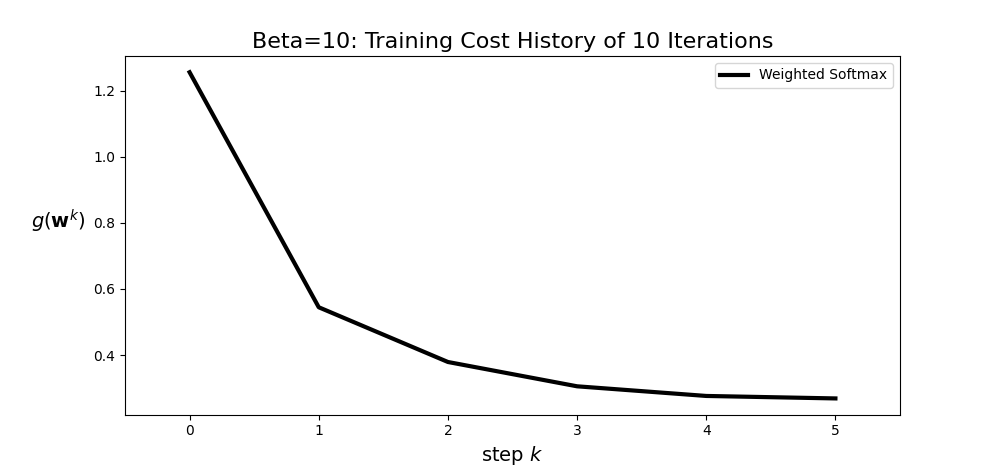 Beta=10: Training Cost History of 10 Iterations
Weighted Softmax
1.2
1.0
0.8
0.6
0.4
g(w^k)
0 1 2 3 4 5
step k